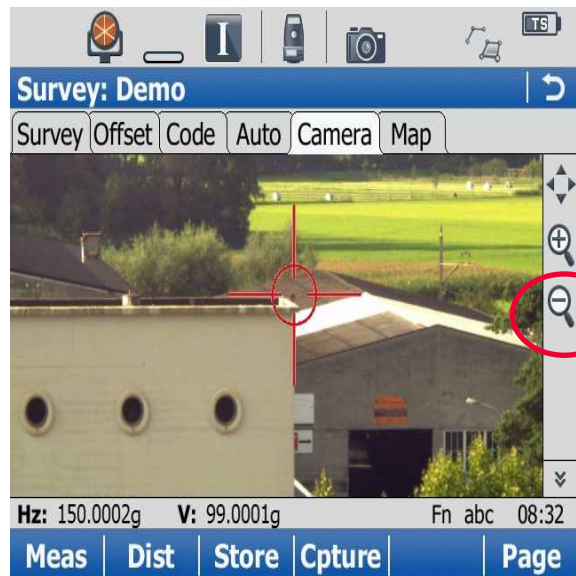 I TS
Survey: Demo
Survey Offset Code Auto Camera Map
Hz: 150.0002g V: 99.0001g Fn abc 08:32
Meas Dist Store Cpture Page